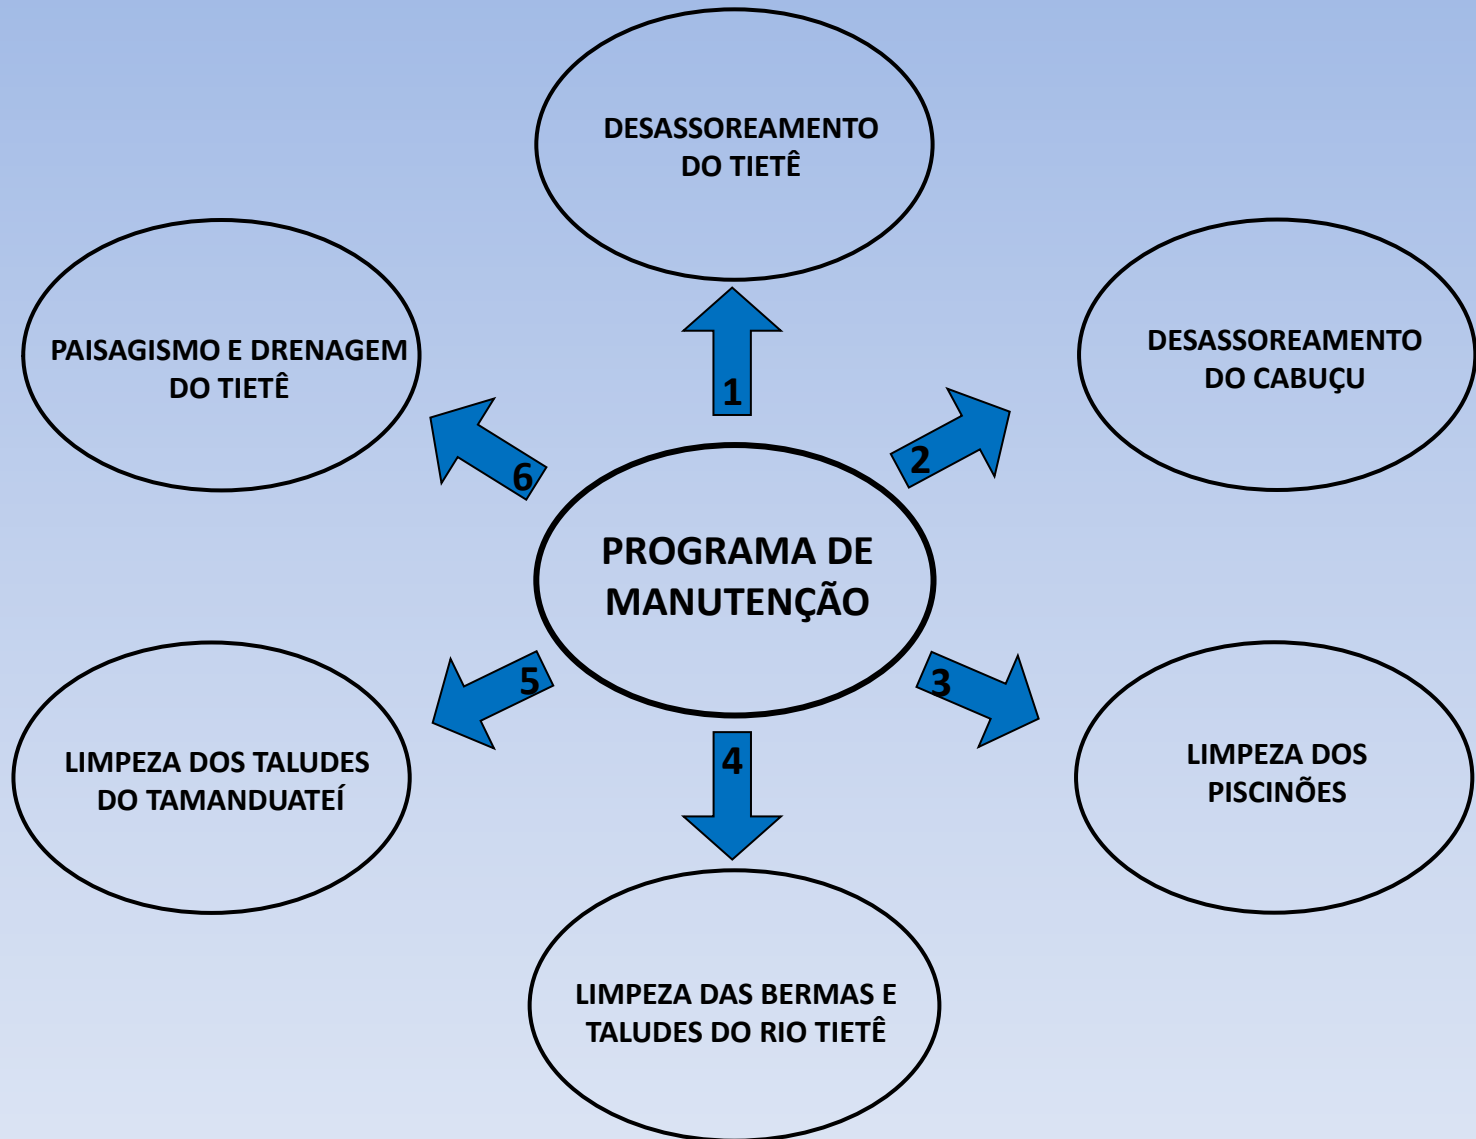 DESASSOREAMENTO
DO TIETÊ
PAISAGISMO E DRENAGEM
DO TIETÊ
DESASSOREAMENTO
DO CABUÇU
1
6
2
PROGRAMA DE
MANUTENÇÃO
5
3
4
LIMPEZA DOS TALUDES
DO TAMANDUATEÍ
LIMPEZA DOS
PISCINÕES
LIMPEZA DAS BERMAS E
TALUDES DO RIO TIETÊ